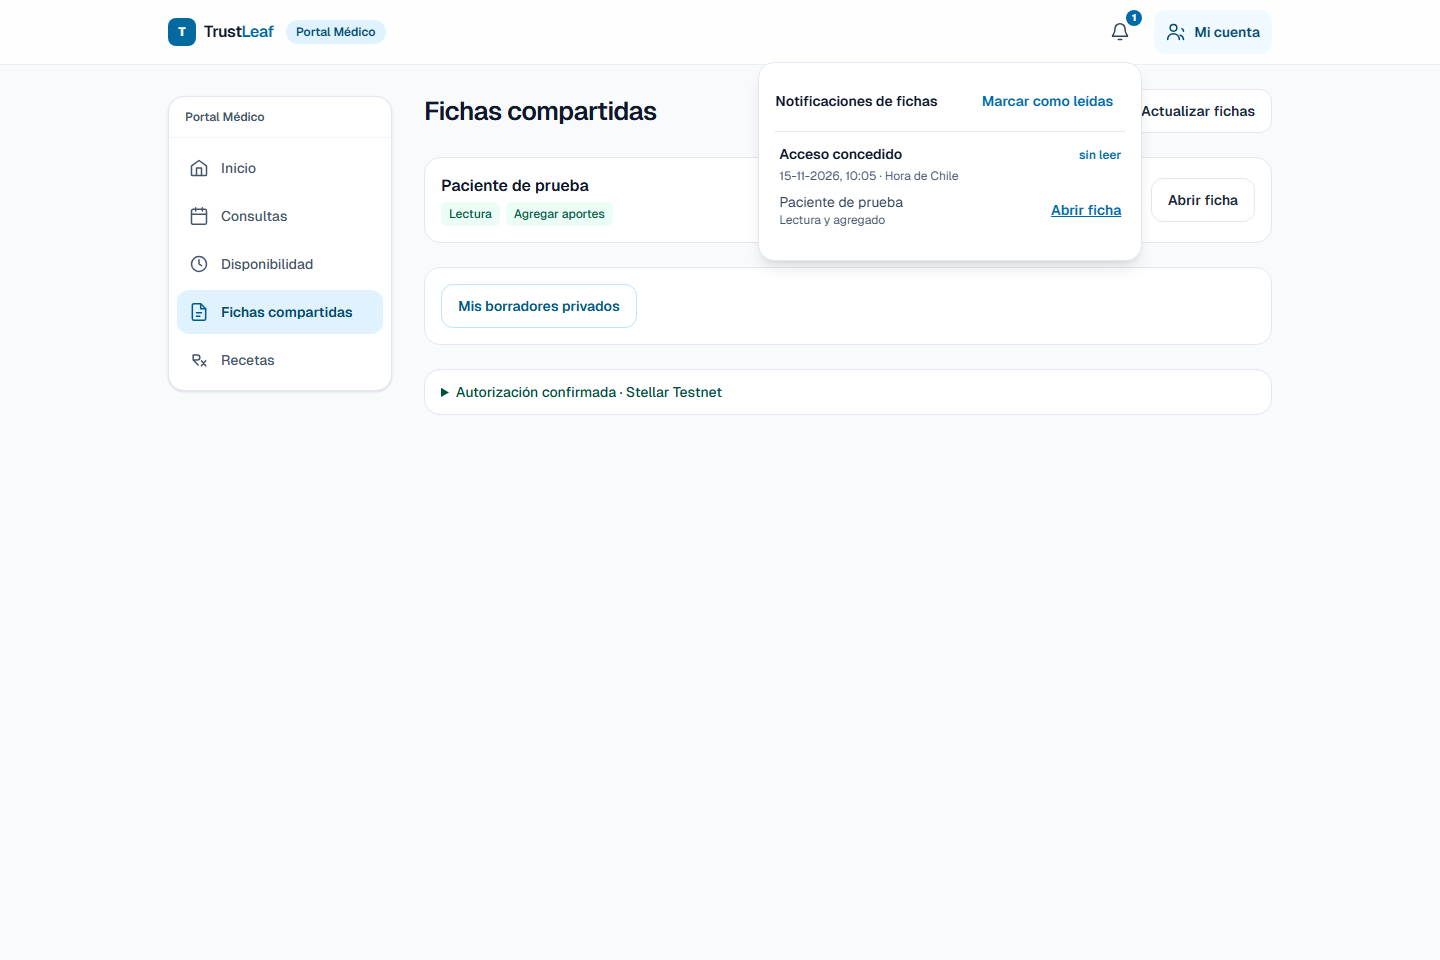 T TrustLeaf Portal Médico
1
Mi cuenta
Portal Médico
Inicio
Consultas
Disponibilidad
Fichas compartidas
Recetas
Fichas compartidas
Actualizar fichas
Notificaciones de fichas Marcar como leídas
Acceso concedido sin leer
15-11-2026, 10:05 · Hora de Chile
Paciente de prueba
Lectura y agregado
Abrir ficha
Paciente de prueba
Lectura Agregar aportes
Abrir ficha
Mis borradores privados
Autorización confirmada · Stellar Testnet